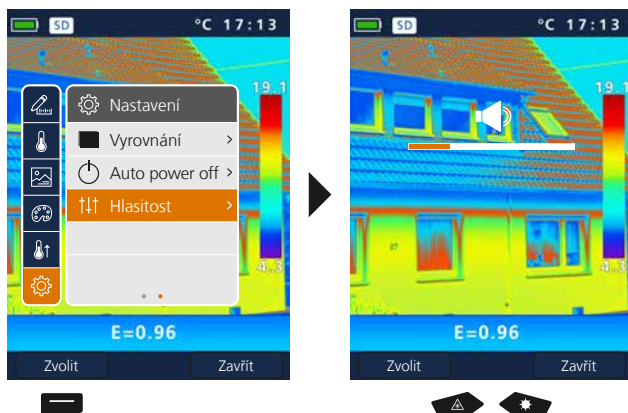 SD °C 17:13
19.1
Nastavení
Vyrovnání
Auto power off
Hlasitost
4.3
E=0.96
Zvolit Zavřít
SD °C 17:13
19.1
4.3
E=0.96
Zvolit Zavřít